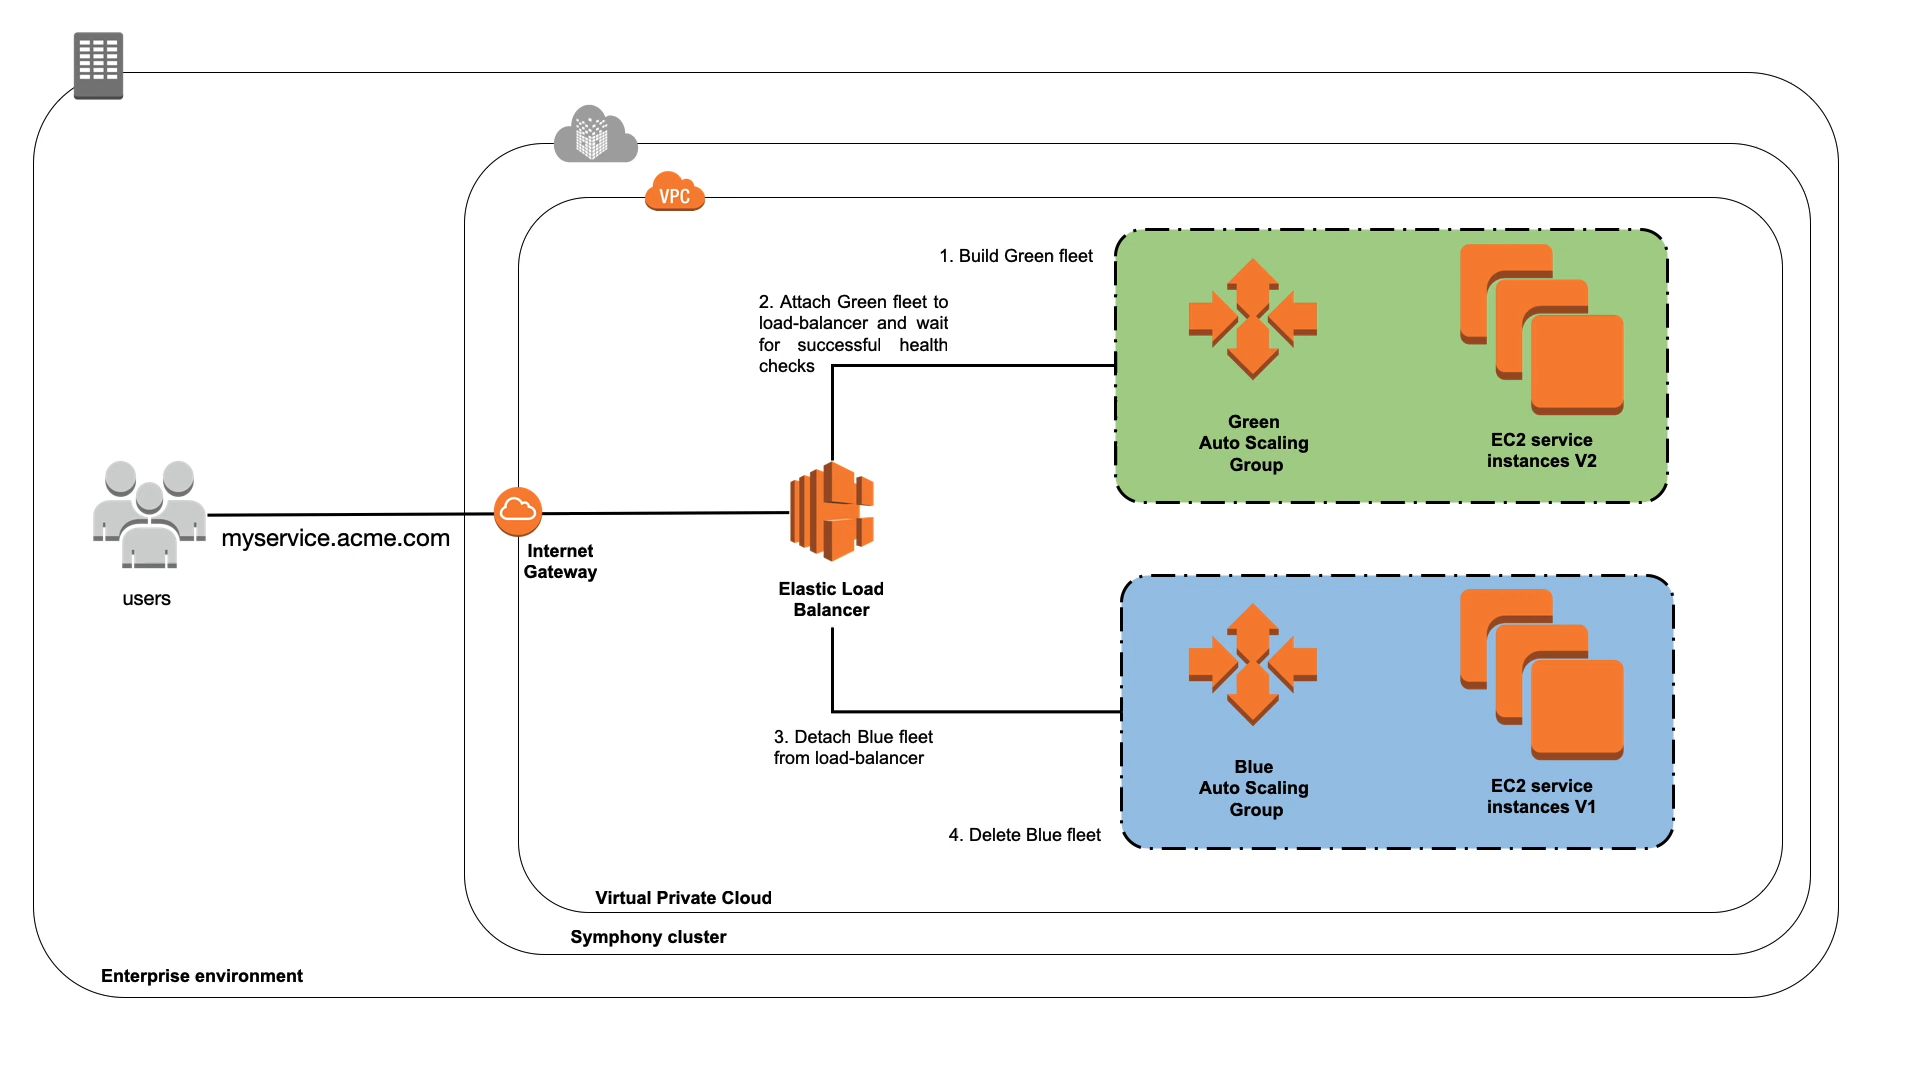 VPC
1. Build Green fleet
2. Attach Green fleet to
load-balancer and wait
for successful health
checks
Green
Auto Scaling
Group
EC2 service
instances V2
myservice.acme.com
users
Internet
Gateway
Elastic Load
Balancer
3. Detach Blue fleet
from load-balancer
4. Delete Blue fleet
Blue
Auto Scaling
Group
EC2 service
instances V1
Virtual Private Cloud
Symphony cluster
Enterprise environment